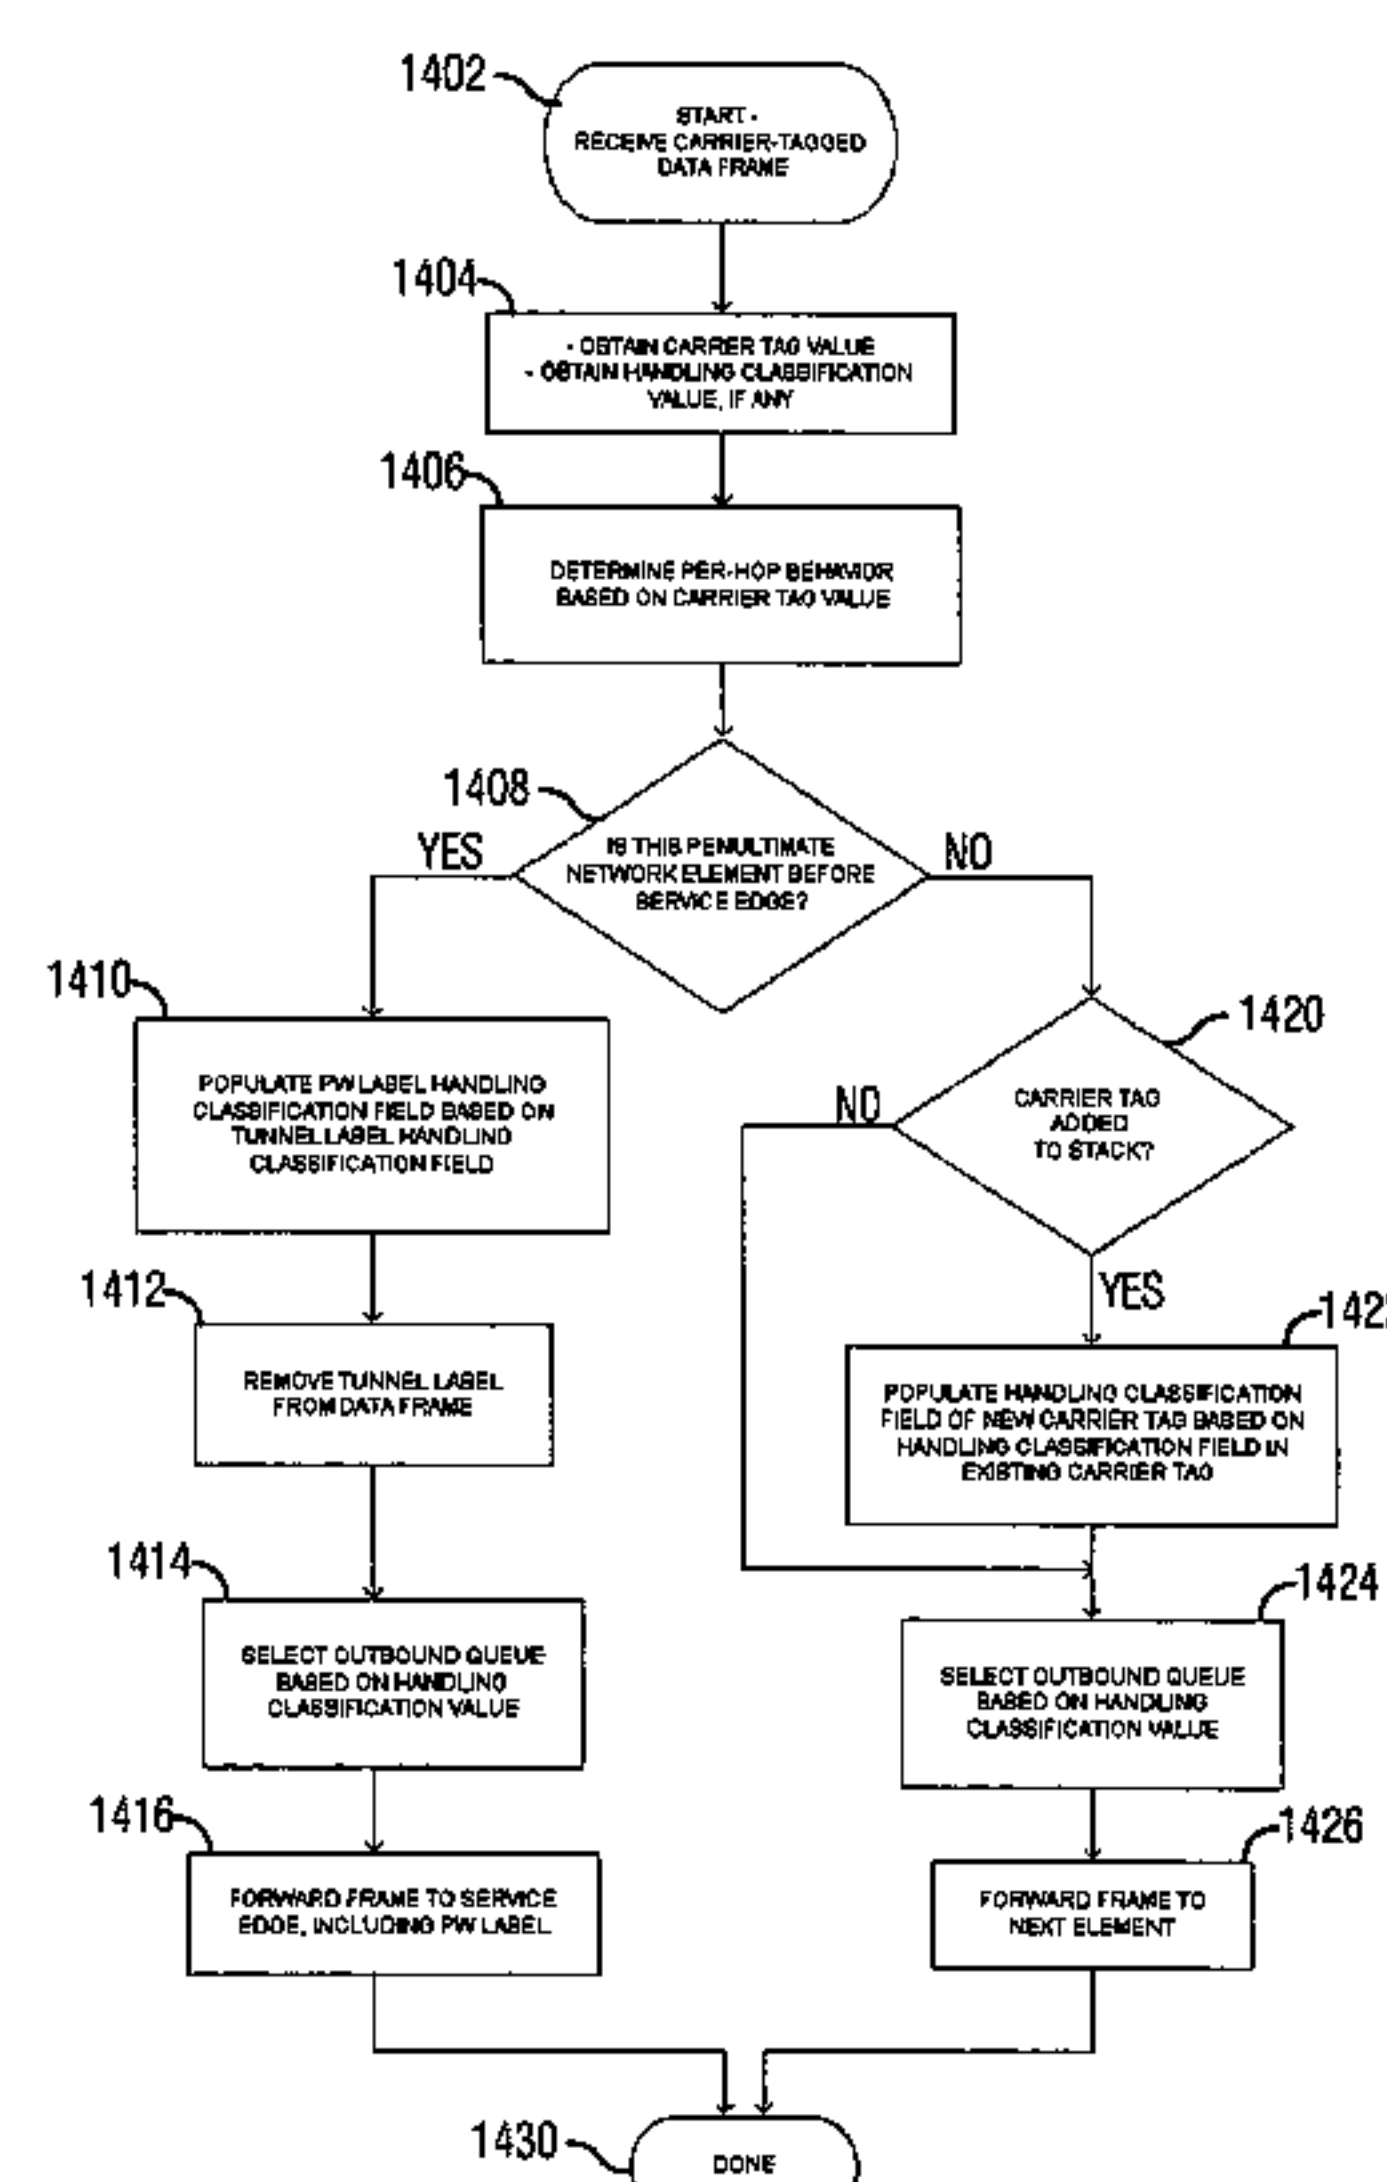 1402
START -
RECEIVE CARRIER-TAGGED
DATA FRAME
1404
- OBTAIN CARRIER TAG VALUE
- OBTAIN HANDLING CLASSIFICATION
VALUE, IF ANY
1406
DETERMINE PER-HOP BEHAVIOR
BASED ON CARRIER TAG VALUE
1408
IS THIS PENULTIMATE
NETWORK ELEMENT BEFORE
SERVICE EDGE?
YES
NO
1410
POPULATE PW LABEL HANDLING
CLASSIFICATION FIELD BASED ON
TUNNEL LABEL HANDLING
CLASSIFICATION FIELD
1420
CARRIER TAG
ADDED
TO STACK?
NO
YES
1412
REMOVE TUNNEL LABEL
FROM DATA FRAME
POPULATE HANDLING CLASSIFICATION
FIELD OF NEW CARRIER TAG BASED ON
HANDLING CLASSIFICATION FIELD IN
EXISTING CARRIER TAG
1414
SELECT OUTBOUND QUEUE
BASED ON HANDLING
CLASSIFICATION VALUE
1424
SELECT OUTBOUND QUEUE
BASED ON HANDLING
CLASSIFICATION VALUE
1416
FORWARD FRAME TO SERVICE
EDGE, INCLUDING PW LABEL
1426
FORWARD FRAME TO
NEXT ELEMENT
1430
DONE